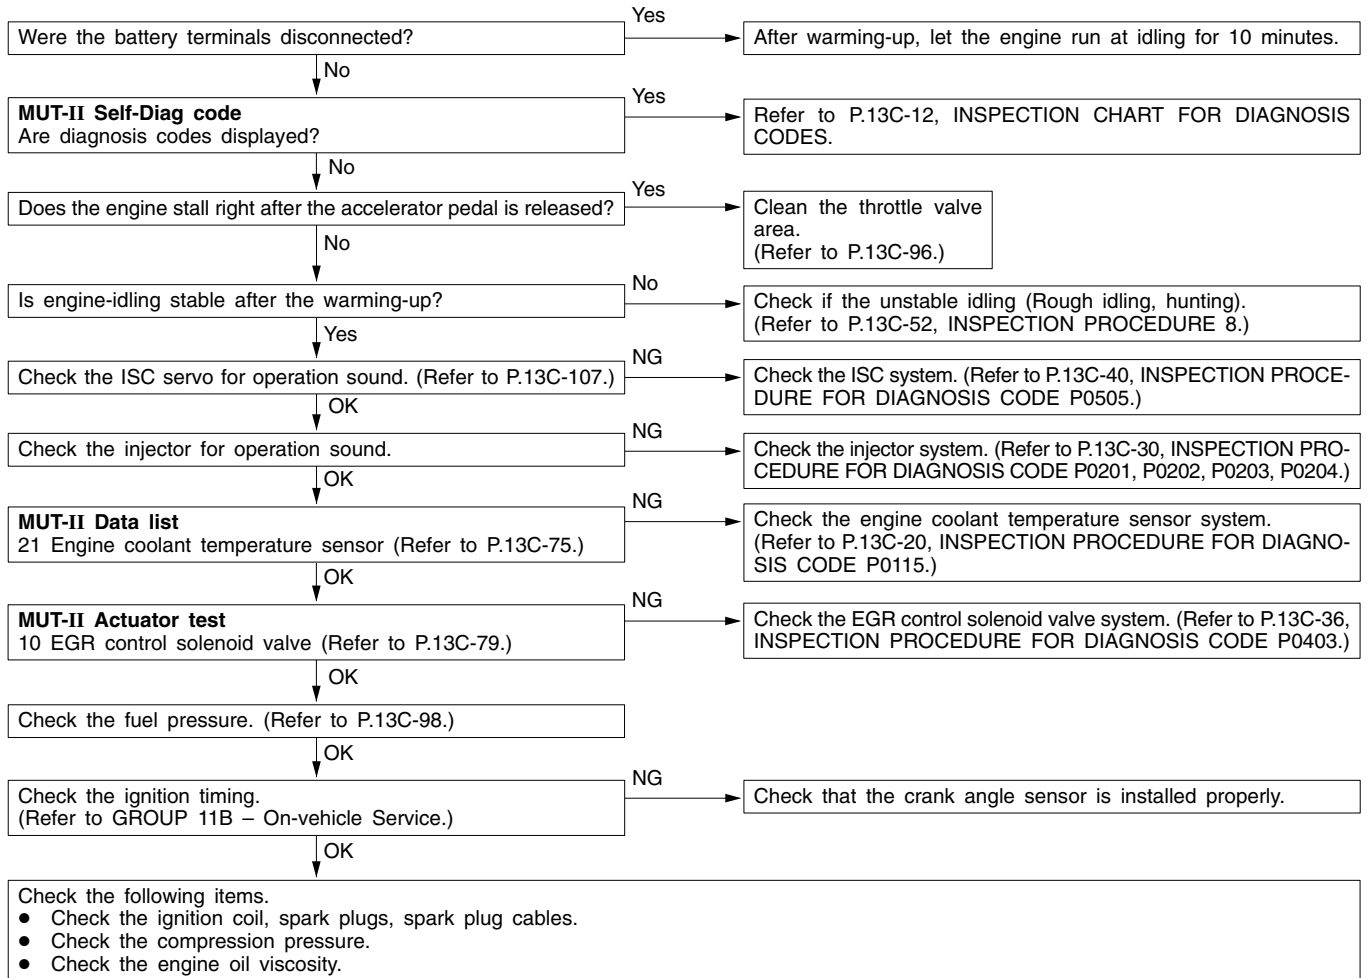 Were the battery terminals disconnected?
Yes
After warming-up, let the engine run at idling for 10 minutes.
No
MUT-II Self-Diag code
Are diagnosis codes displayed?
Yes
Refer to P.13C-12, INSPECTION CHART FOR DIAGNOSIS
CODES.
No
Does the engine stall right after the accelerator pedal is released?
Yes
Clean the throttle valve
area.
(Refer to P.13C-96.)
No
Is engine-idling stable after the warming-up?
No
Check if the unstable idling (Rough idling, hunting).
(Refer to P.13C-52, INSPECTION PROCEDURE 8.)
Yes
Check the ISC servo for operation sound. (Refer to P.13C-107.)
NG
Check the ISC system. (Refer to P.13C-40, INSPECTION PROCE-
DURE FOR DIAGNOSIS CODE P0505.)
OK
Check the injector for operation sound.
NG
Check the injector system. (Refer to P.13C-30, INSPECTION PRO-
CEDURE FOR DIAGNOSIS CODE P0201, P0202, P0203, P0204.)
OK
MUT-II Data list
21 Engine coolant temperature sensor (Refer to P.13C-75.)
NG
Check the engine coolant temperature sensor system.
(Refer to P.13C-20, INSPECTION PROCEDURE FOR DIAGNO-
SIS CODE P0115.)
OK
MUT-II Actuator test
10 EGR control solenoid valve (Refer to P.13C-79.)
NG
Check the EGR control solenoid valve system. (Refer to P.13C-36,
INSPECTION PROCEDURE FOR DIAGNOSIS CODE P0403.)
OK
Check the fuel pressure. (Refer to P.13C-98.)
OK
Check the ignition timing.
(Refer to GROUP 11B – On-vehicle Service.)
NG
Check that the crank angle sensor is installed properly.
OK
Check the following items.
● Check the ignition coil, spark plugs, spark plug cables.
● Check the compression pressure.
● Check the engine oil viscosity.